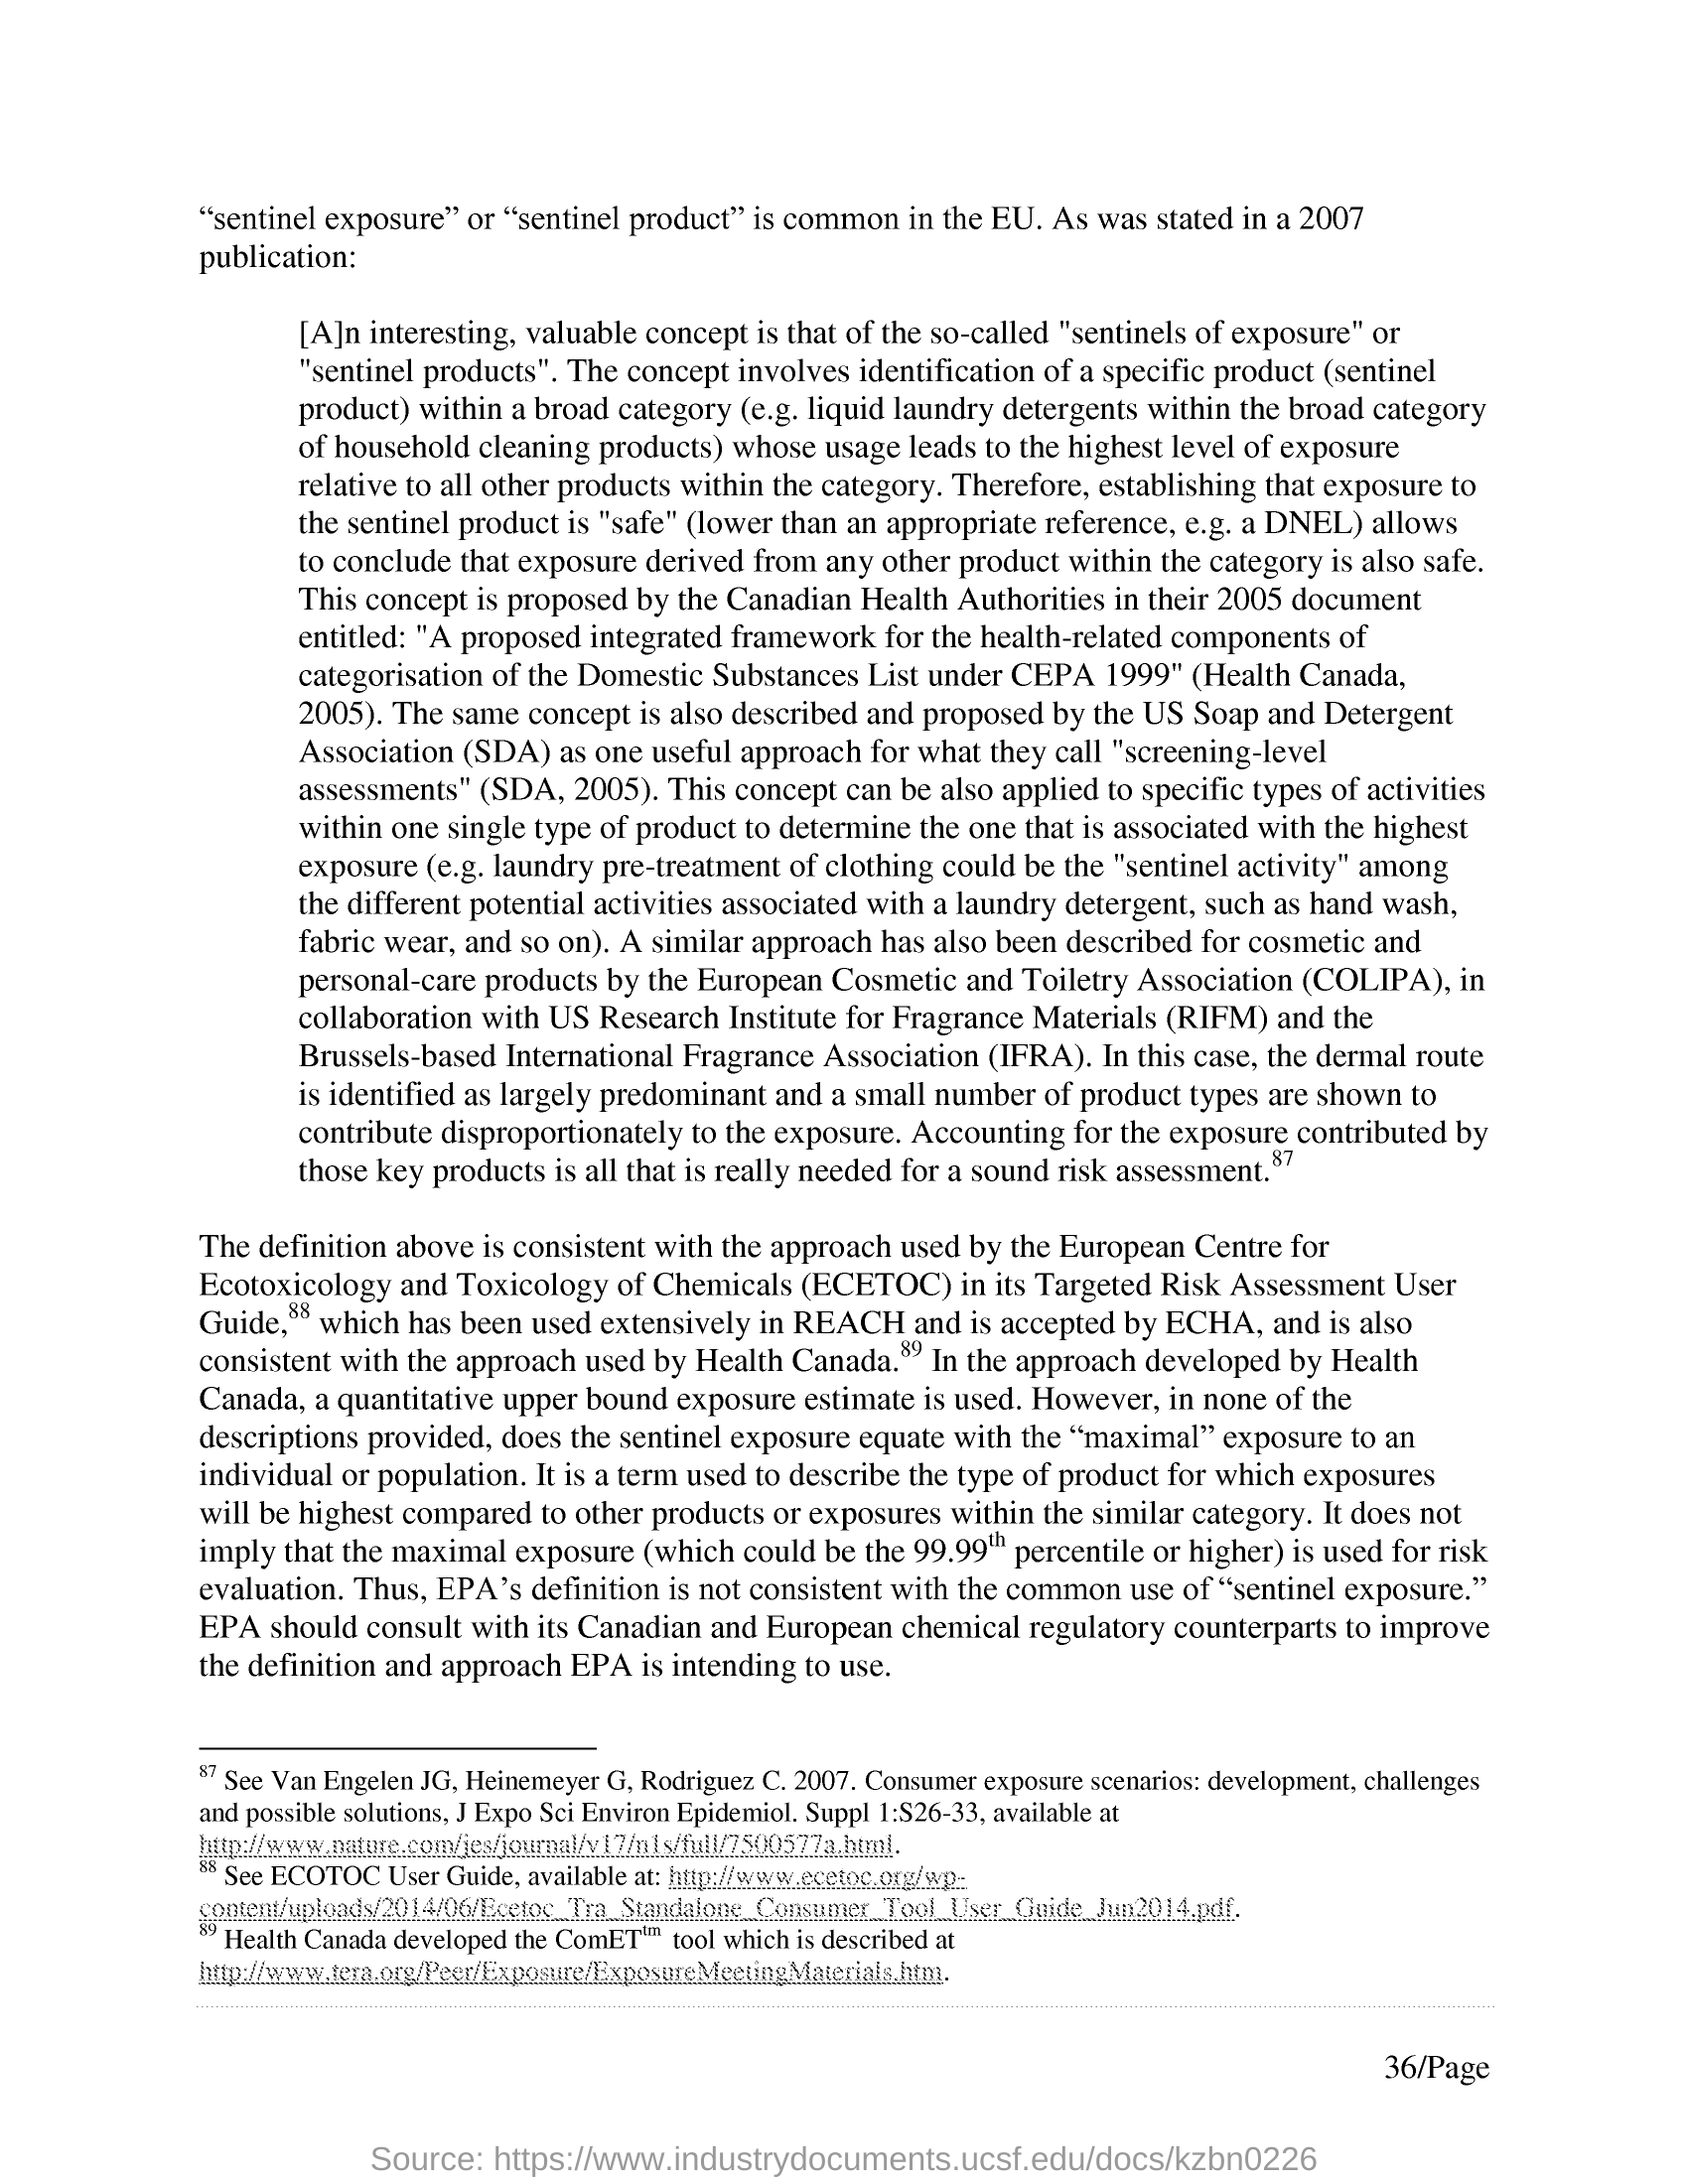 “sentinel exposure” or “sentinel product” is common in the EU. As was stated in a 2007
publication:
[A]n interesting, valuable concept is that of the so-called "sentinels of exposure" or
"sentinel products". The concept involves identification of a specific product (sentinel
product) within a broad category (e.g. liquid laundry detergents within the broad category
of household cleaning products) whose usage leads to the highest level of exposure
relative to all other products within the category. Therefore, establishing that exposure to
the sentinel product is "safe" (lower than an appropriate reference, e.g. a DNEL) allows
to conclude that exposure derived from any other product within the category is also safe.
This concept is proposed by the Canadian Health Authorities in their 2005 document
entitled: "A proposed integrated framework for the health-related components of
categorisation of the Domestic Substances List under CEPA 1999" (Health Canada,
2005). The same concept is also described and proposed by the US Soap and Detergent
Association (SDA) as one useful approach for what they call "screening-level
assessments" (SDA, 2005). This concept can be also applied to specific types of activities
within one single type of product to determine the one that is associated with the highest
exposure (e.g. laundry pre-treatment of clothing could be the "sentinel activity" among
the different potential activities associated with a laundry detergent, such as hand wash,
fabric wear, and so on). A similar approach has also been described for cosmetic and
personal-care products by the European Cosmetic and Toiletry Association (COLIPA), in
collaboration with US Research Institute for Fragrance Materials (RIFM) and the
Brussels-based International Fragrance Association (IFRA). In this case, the dermal route
is identified as largely predominant and a small number of product types are shown to
contribute disproportionately to the exposure. Accounting for the exposure contributed by
those key products is all that is really needed for a sound risk assessment.87
The definition above is consistent with the approach used by the European Centre for
Ecotoxicology and Toxicology of Chemicals (ECETOC) in its Targeted Risk Assessment User
Guide,88 which has been used extensively in REACH and is accepted by ECHA, and is also
consistent with the approach used by Health Canada.89 In the approach developed by Health
Canada, a quantitative upper bound exposure estimate is used. However, in none of the
descriptions provided, does the sentinel exposure equate with the “maximal” exposure to an
individual or population. It is a term used to describe the type of product for which exposures
will be highest compared to other products or exposures within the similar category. It does not
imply that the maximal exposure (which could be the 99.99th percentile or higher) is used for risk
evaluation. Thus, EPA’s definition is not consistent with the common use of “sentinel exposure.”
EPA should consult with its Canadian and European chemical regulatory counterparts to improve
the definition and approach EPA is intending to use.
87 See Van Engelen JG, Heinemeyer G, Rodriguez C. 2007. Consumer exposure scenarios: development, challenges
and possible solutions, J Expo Sci Environ Epidemiol. Suppl 1:S26-33, available at
http://www.nature.com/jes/journal/v17/n1s/full/7500577a.html.
88 See ECOTOC User Guide, available at: http://www.ecetoc.org/wp-
content/uploads/2014/06/Ecetoc_Tra_Standalone_Consumer_Tool_User_Guide_Jun2014.pdf.
89 Health Canada developed the ComETtm tool which is described at
http://www.tera.org/Peer/Exposure/ExposureMeetingMaterials.htm.
36/Page
Source: https://www.industrydocuments.ucsf.edu/docs/kzbn0226